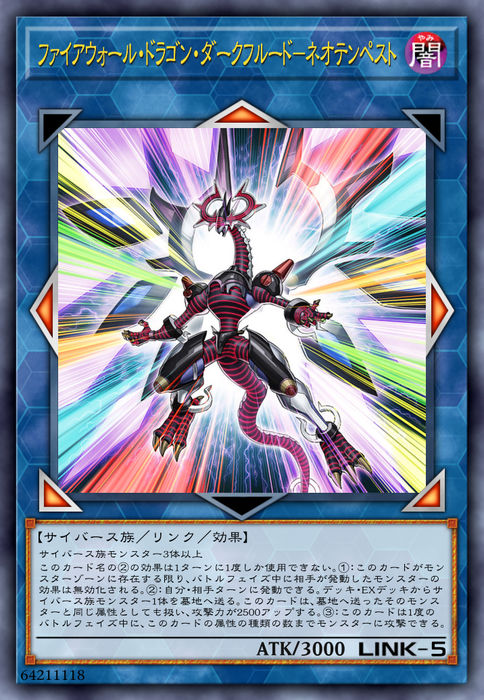 ファイアウォール・ドラゴン・ダークフルードーネオテンペスト
やみ
闇
【サイバース族／リンク／効果】
サイバース族モンスター3体以上
このカード名の②の効果は1ターンに1度しか使用できない。①：このカードがモン
スターゾーンに存在する限り、バトルフェイズ中に相手が発動したモンスターの
効果は無効化される。②：自分・相手ターンに発動できる。デッキ・EXデッキからサ
イバース族モンスター1体を墓地へ送る。このカードは、墓地へ送ったそのモンス
ターと同じ属性としても扱い、攻撃力が2500アップする。③：このカードは1度の
バトルフェイズ中に、このカードの属性の種類の数までモンスターに攻撃できる。
ATK/3000 LINK-5
64211118